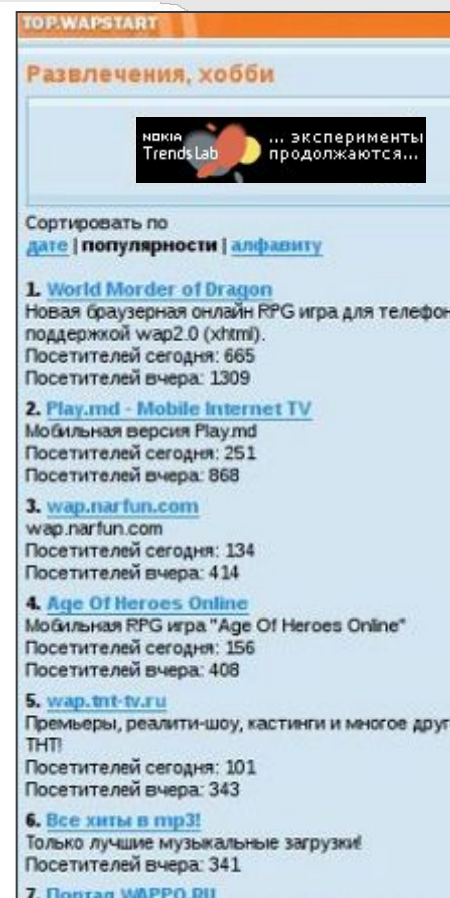 TOP.WAPSTART
Развлечения, хобби
NOKIA ... эксперименты
Trends Lab продолжаются...
Сортировать по
дате | популярности | алфавиту
1. World Morder of Dragon
Новая браузерная онлайн RPG игра для телефон
поддержкой wap2.0 (xhtml).
Посетителей сегодня: 665
Посетителей вчера: 1309
2. Play.md - Mobile Internet TV
Мобильная версия Play.md
Посетителей сегодня: 251
Посетителей вчера: 868
3. wap.narfun.com
wap.narfun.com
Посетителей сегодня: 134
Посетителей вчера: 414
4. Age Of Heroes Online
Мобильная RPG игра "Age Of Heroes Online"
Посетителей сегодня: 156
Посетителей вчера: 408
5. wap.tnt-tv.ru
Премьеры, реалити-шоу, кастинги и многое друг
ТНТ!
Посетителей сегодня: 101
Посетителей вчера: 343
6. Все хиты в mp3!
Только лучшие музыкальные загрузки!
Посетителей вчера: 341
7. Портал WAPPO.RU